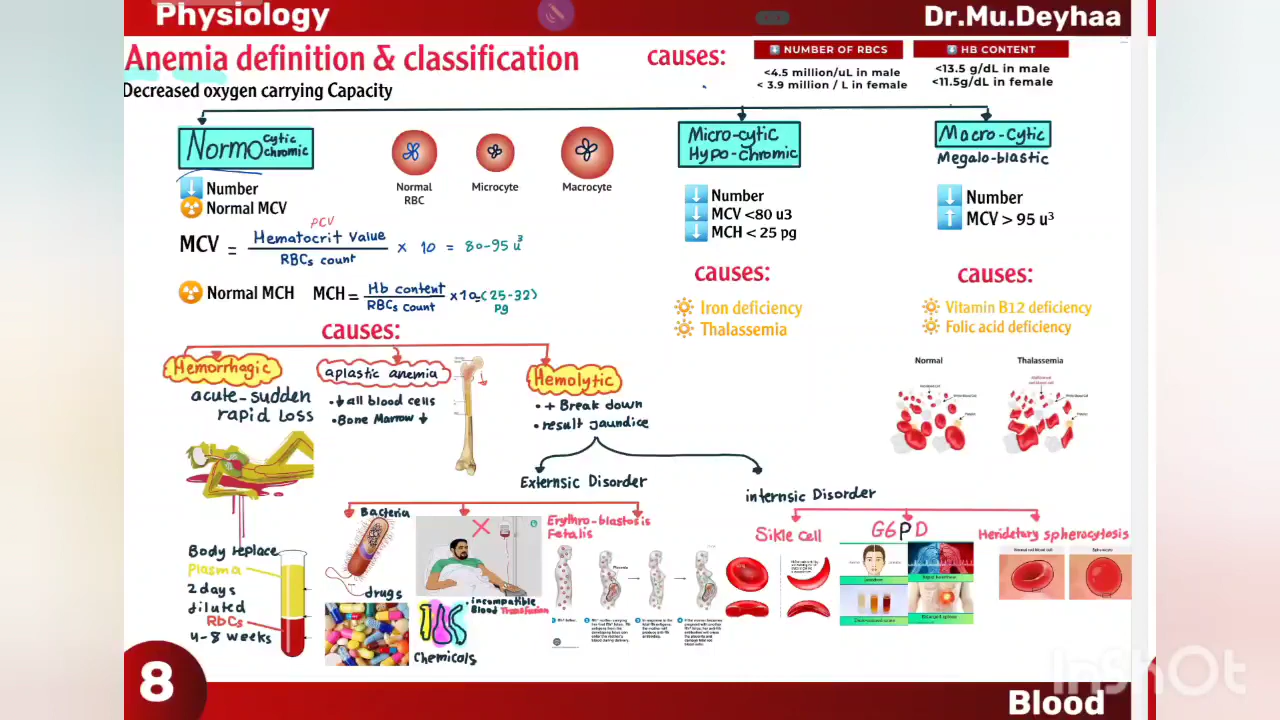 Physiology
Dr.Mu.Deyhaa
Anemia definition & classification
causes:
NUMBER OF RBCS
HB CONTENT
<4.5 million/uL in male
< 3.9 million / L in female
<13.5 g/dL in male
<11.5g/dL in female
Decreased oxygen carrying Capacity
Normo cytic chromic
Normal RBC
Microcyte
Macrocyte
Micro-cytic
Hypo-chromic
Macro-cytic
Megalo-blastic
↓ Number
Normal MCV
↓ Number
↓ MCV <80 u3
↓ MCH < 25 pg
↓ Number
↑ MCV > 95 u³
PCV
MCV = Hematocrit Value / RBCs count × 10 = 80-95 u³
Normal MCH
MCH = Hb content / RBCs count ×10 = (25-32) pg
causes:
Iron deficiency
Thalassemia
causes:
Vitamin B12 deficiency
Folic acid deficiency
causes:
Hemorrhagic
acute-sudden
rapid Loss
aplastic anemia
•↓ all blood cells
•Bone Marrow ↓
Hemolytic
•+ Break down
•result jaundice
Normal
Thalassemia
Externsic Disorder
internsic Disorder
Body replace
plasma
2 days
diluted
RbCs
4-8 weeks
Bacteria
drugs
Chemicals
incompatible
Blood Transfusion
Erythro-blastosis
Fetalis
Sikle cell
G6PD
Heridetary spherocytosis
8
Blood
InShOt